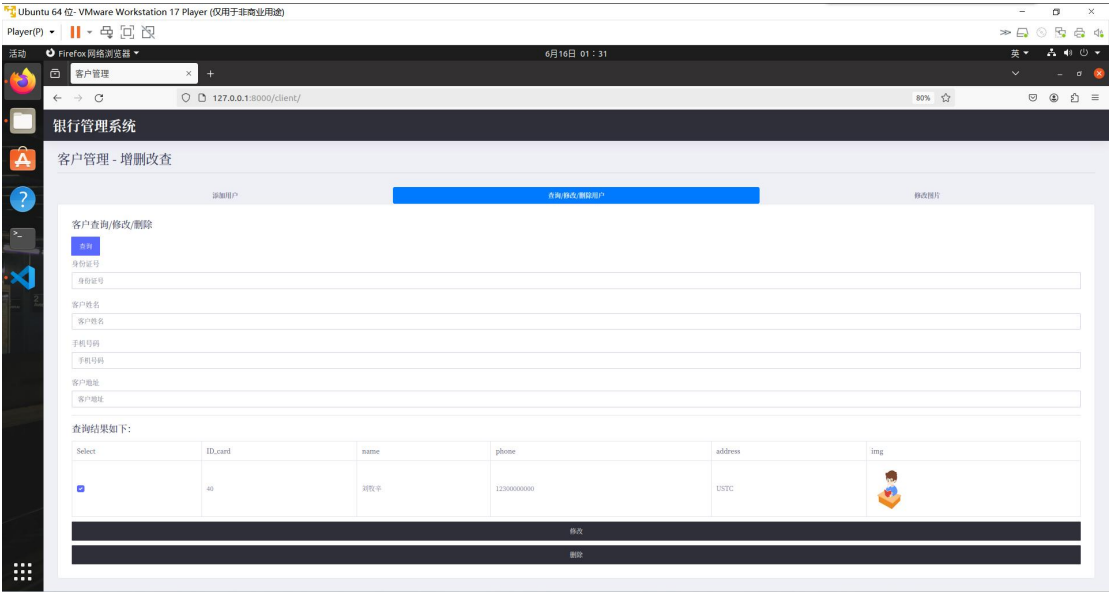 Ubuntu 64 位- VMware Workstation 17 Player (仅用于非商业用途)
Player(P)
活动 Firefox 网络浏览器 6月16日 01：31 英
客户管理
127.0.0.1:8000/client/ 80%
银行管理系统
客户管理 - 增删改查
添加用户 查询/修改/删除用户 修改图片
客户查询/修改/删除
查询
身份证号
身份证号
客户姓名
客户姓名
手机号码
手机号码
客户地址
客户地址
查询结果如下:
Select ID_card name phone address img
40 刘牧辛 12300000000 USTC
修改
删除